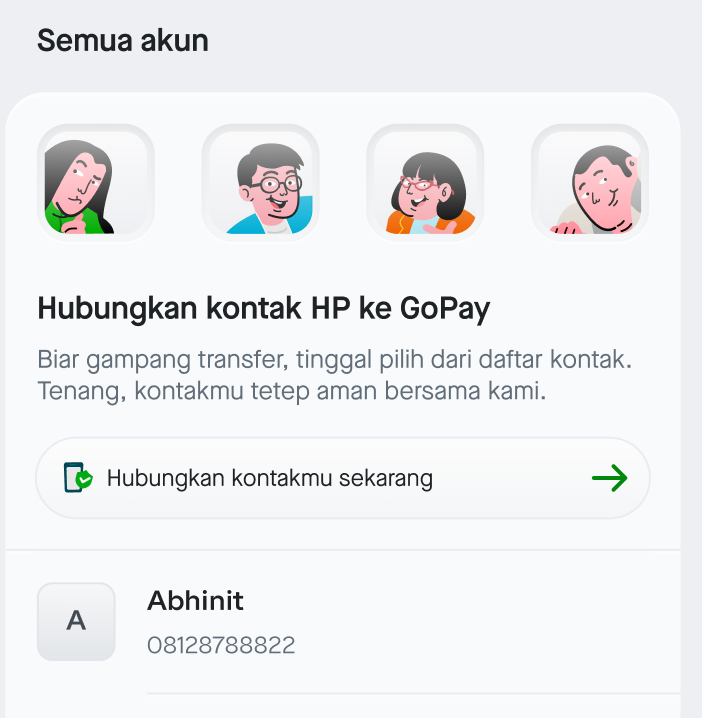 Semua akun
Hubungkan kontak HP ke GoPay
Biar gampang transfer, tinggal pilih dari daftar kontak.
Tenang, kontakmu tetep aman bersama kami.
Hubungkan kontakmu sekarang
A
Abhinit
08128788822